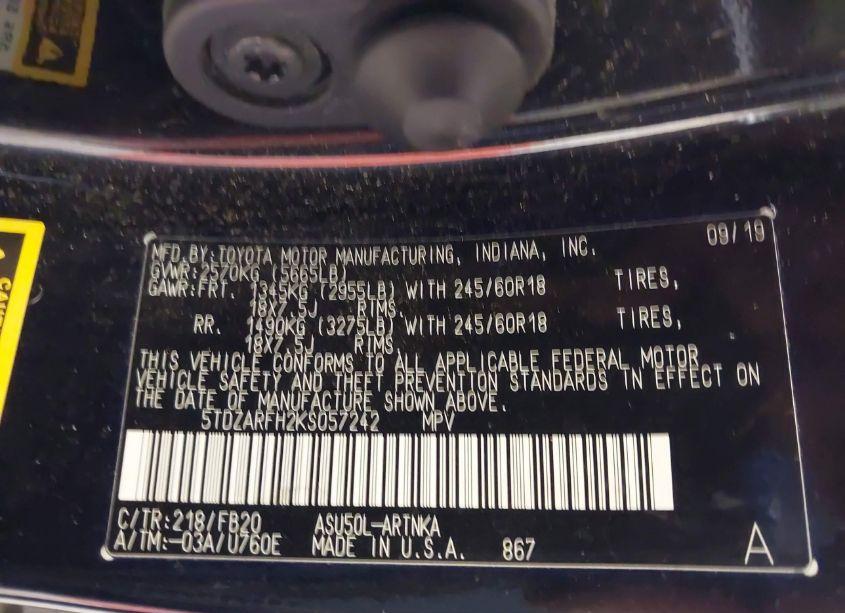 09/19
MFD.BY:TOYOTA MOTOR MANUFACTURING, INDIANA, INC.
GVWR:2570KG (5665LB)
GAWR:FRT. 1345KG (2955LB) WITH 245/60R18 TIRES,
18X7.5J RIMS.
RR. 1490KG (3275LB) WITH 245/60R18 TIRES,
18X7.5J RIMS
THIS VEHICLE CONFORMS TO ALL APPLICABLE FEDERAL MOTOR
VEHICLE SAFETY AND THEFT PREVENTION STANDARDS IN EFFECT ON
THE DATE OF MANUFACTURE SHOWN ABOVE.
5TDZARFH2KS057242 MPV
C/TR:218/FB20 ASU50L-ARTNKA
A/TM:-03A/U760E MADE IN U.S.A. 867 A